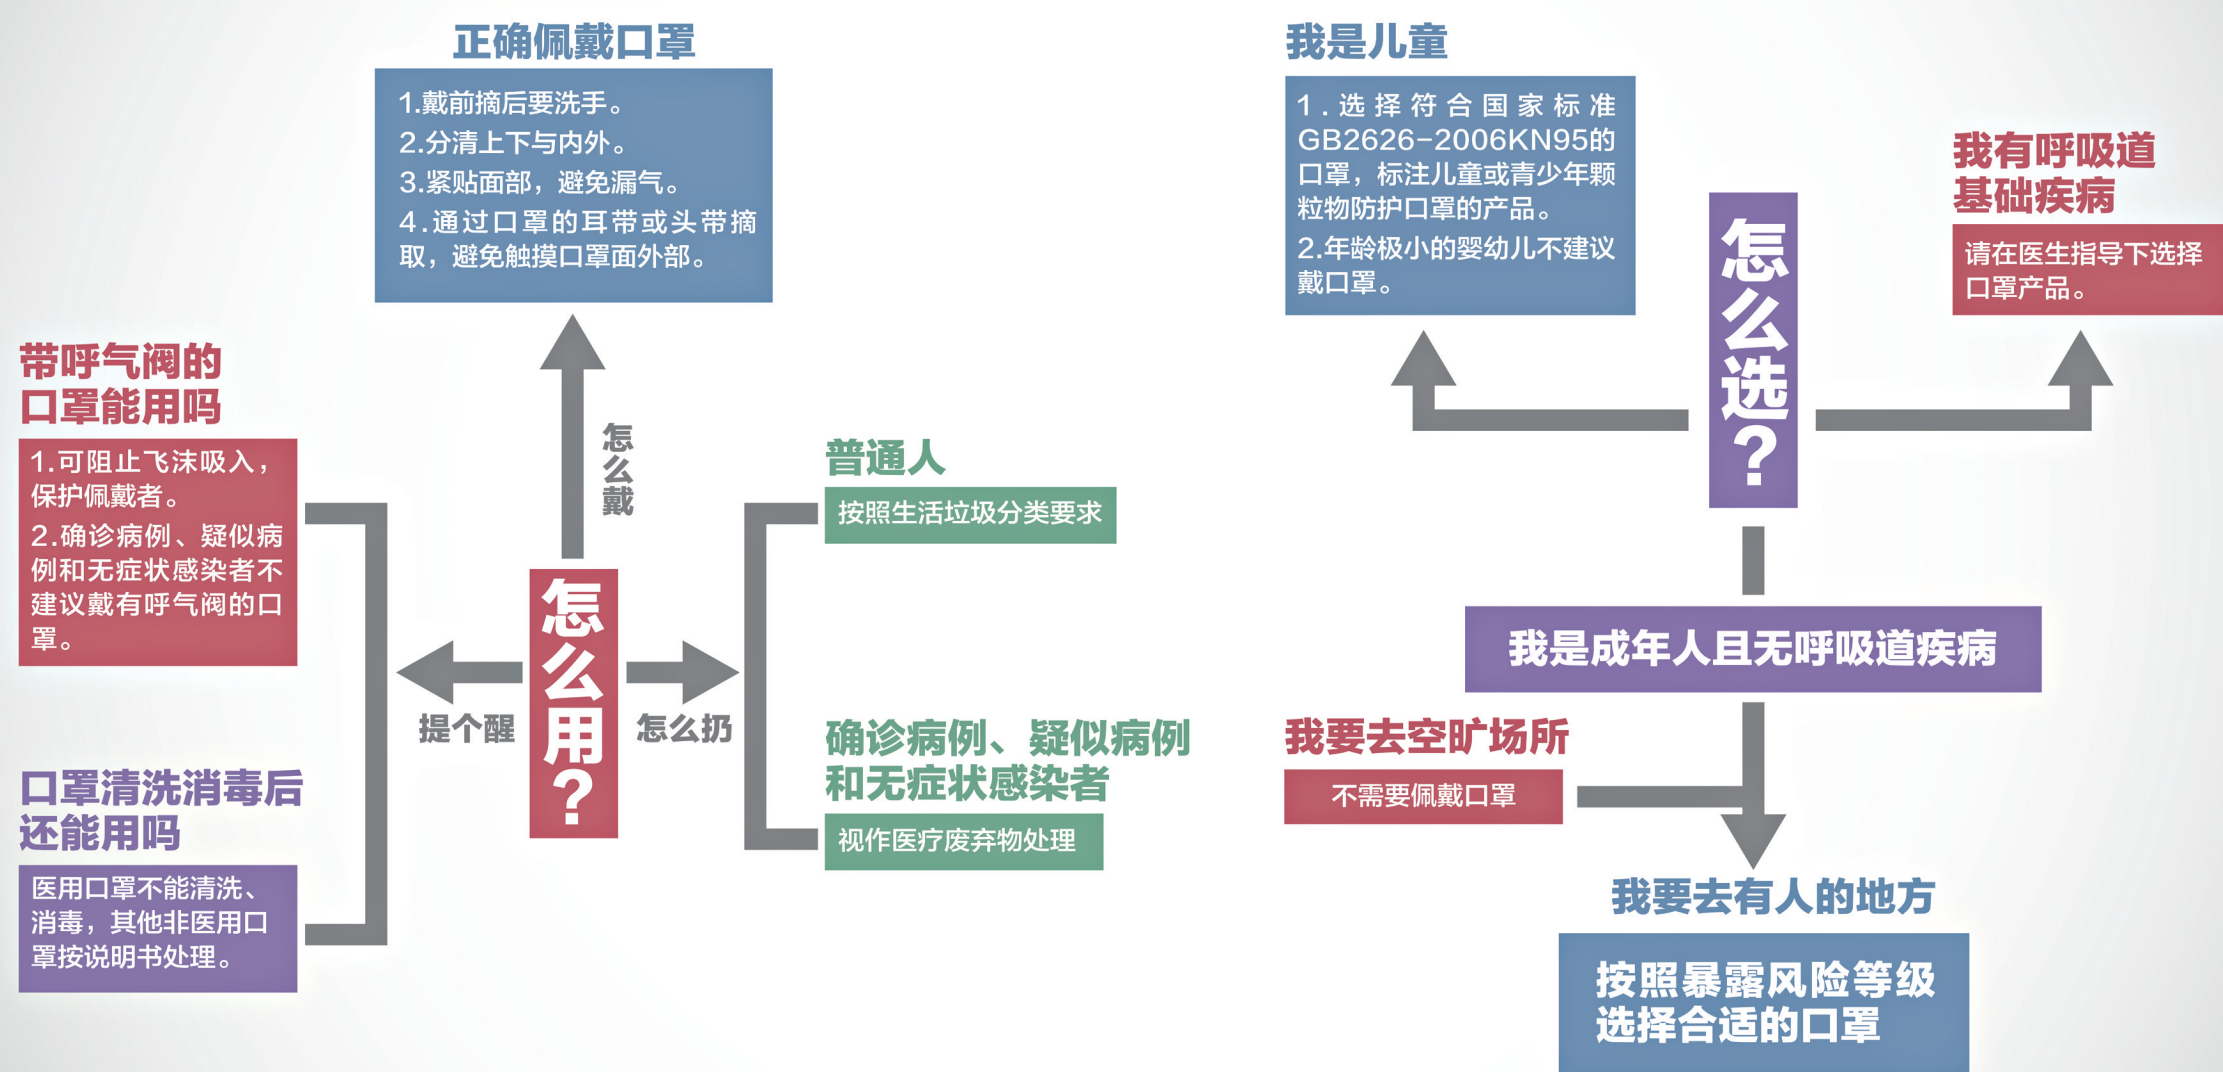 正确佩戴口罩
1.戴前摘后要洗手。
2.分清上下与内外。
3.紧贴面部，避免漏气。
4.通过口罩的耳带或头带摘
取，避免触摸口罩面外部。
怎么戴
带呼气阀的
口罩能用吗
1.可阻止飞沫吸入，
保护佩戴者。
2.确诊病例、疑似病
例和无症状感染者不
建议戴有呼气阀的口
罩。
提个醒
口罩清洗消毒后
还能用吗
医用口罩不能清洗、
消毒，其他非医用口
罩按说明书处理。
怎么用？
怎么扔
普通人
按照生活垃圾分类要求
确诊病例、疑似病例
和无症状感染者
视作医疗废弃物处理
我是儿童
1.选择符合国家标准
GB2626-2006KN95的
口罩，标注儿童或青少年颗
粒物防护口罩的产品。
2.年龄极小的婴幼儿不建议
戴口罩。
怎么选？
我有呼吸道
基础疾病
请在医生指导下选择
口罩产品。
我是成年人且无呼吸道疾病
我要去空旷场所
不需要佩戴口罩
我要去有人的地方
按照暴露风险等级
选择合适的口罩